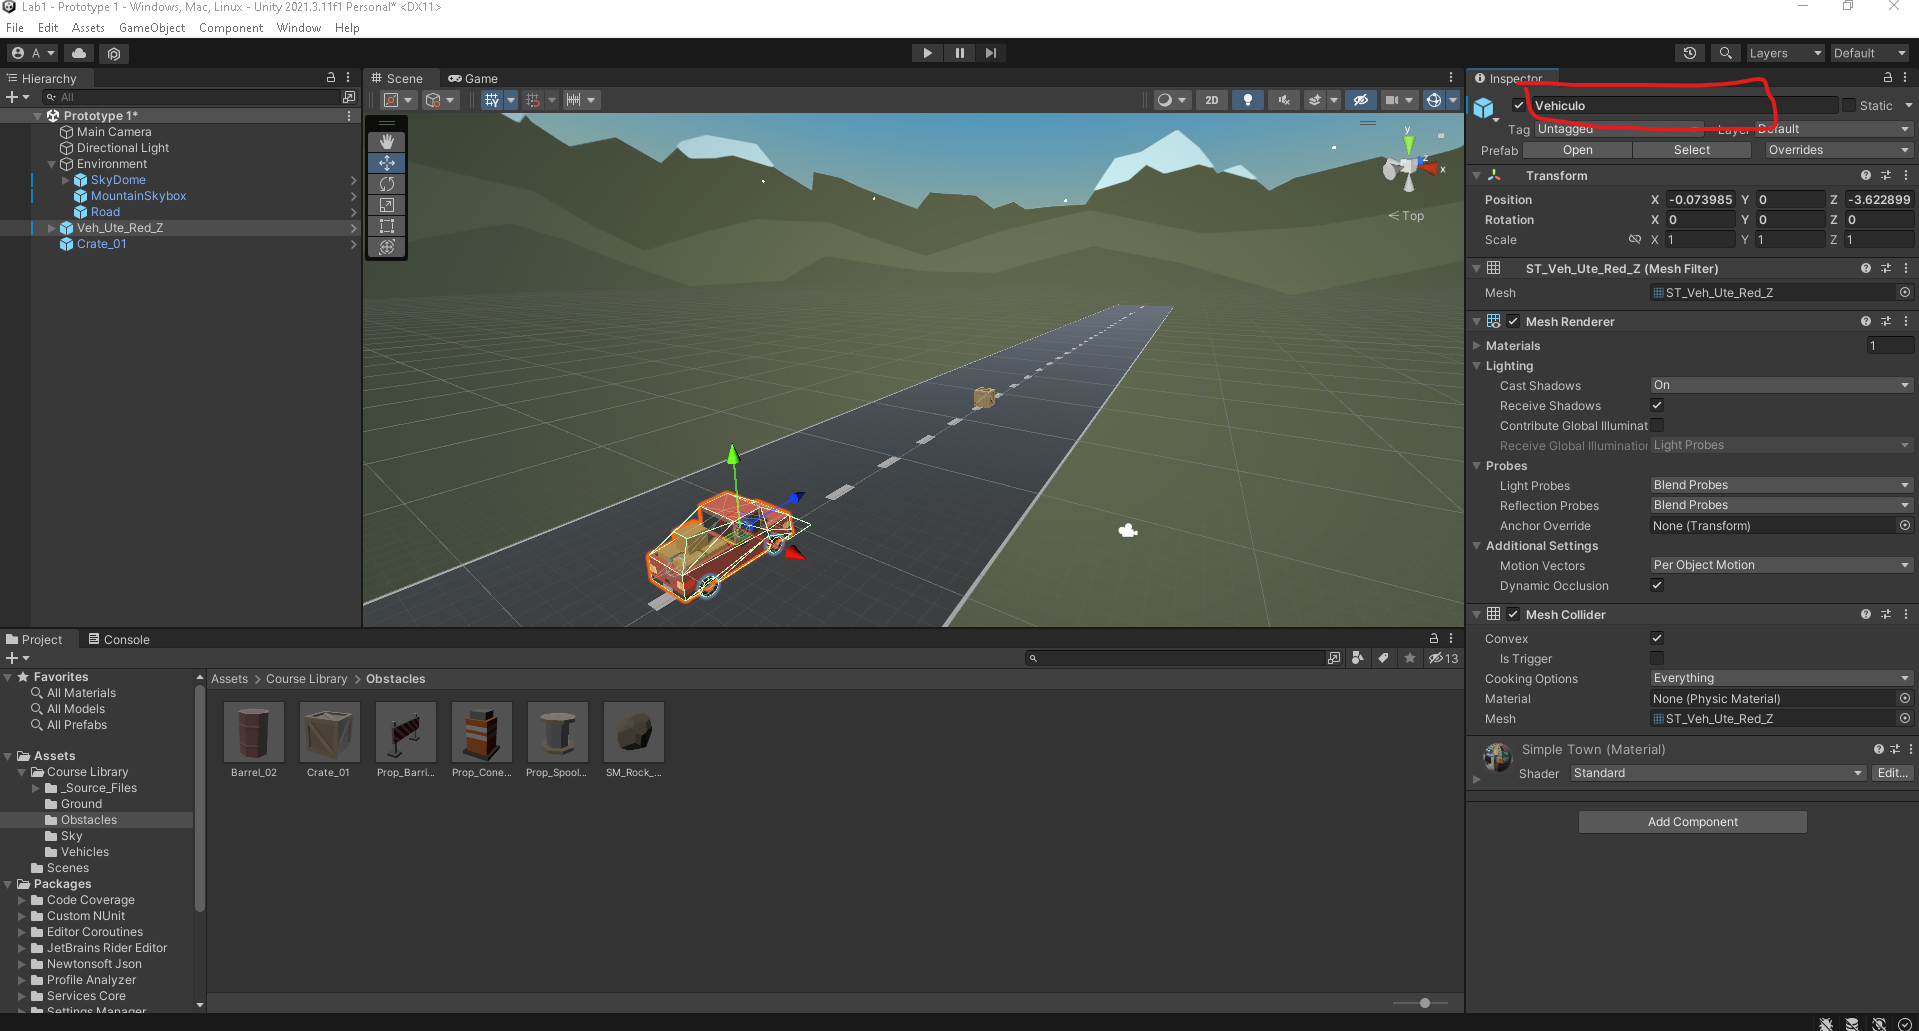 Lab1 - Prototype 1 - Windows, Mac, Linux - Unity 2021.3.11f1 Personal* <DX11>
File Edit Assets GameObject Component Window Help
A
Layers
Default
Hierarchy
All
Prototype 1*
Main Camera
Directional Light
Environment
SkyDome
MountainSkybox
Road
Veh_Ute_Red_Z
Crate_01
Scene
Game
2D
y
z
x
< Top
Inspector
Vehiculo
Static
Tag Untagged
Layer Default
Prefab Open Select Overrides
Transform
Position X -0.073985 Y 0 Z -3.622899
Rotation X 0 Y 0 Z 0
Scale X 1 Y 1 Z 1
ST_Veh_Ute_Red_Z (Mesh Filter)
Mesh ST_Veh_Ute_Red_Z
Mesh Renderer
Materials 1
Lighting
Cast Shadows On
Receive Shadows
Contribute Global Illuminat
Receive Global Illumination Light Probes
Probes
Light Probes Blend Probes
Reflection Probes Blend Probes
Anchor Override None (Transform)
Additional Settings
Motion Vectors Per Object Motion
Dynamic Occlusion
Mesh Collider
Convex
Is Trigger
Cooking Options Everything
Material None (Physic Material)
Mesh ST_Veh_Ute_Red_Z
Simple Town (Material)
Shader Standard Edit...
Add Component
Project
Console
13
Favorites
All Materials
All Models
All Prefabs
Assets
Course Library
_Source_Files
Ground
Obstacles
Sky
Vehicles
Scenes
Packages
Code Coverage
Custom NUnit
Editor Coroutines
JetBrains Rider Editor
Newtonsoft Json
Profile Analyzer
Services Core
Settings Manager
Assets > Course Library > Obstacles
Barrel_02
Crate_01
Prop_Barri...
Prop_Cone...
Prop_Spool...
SM_Rock_...